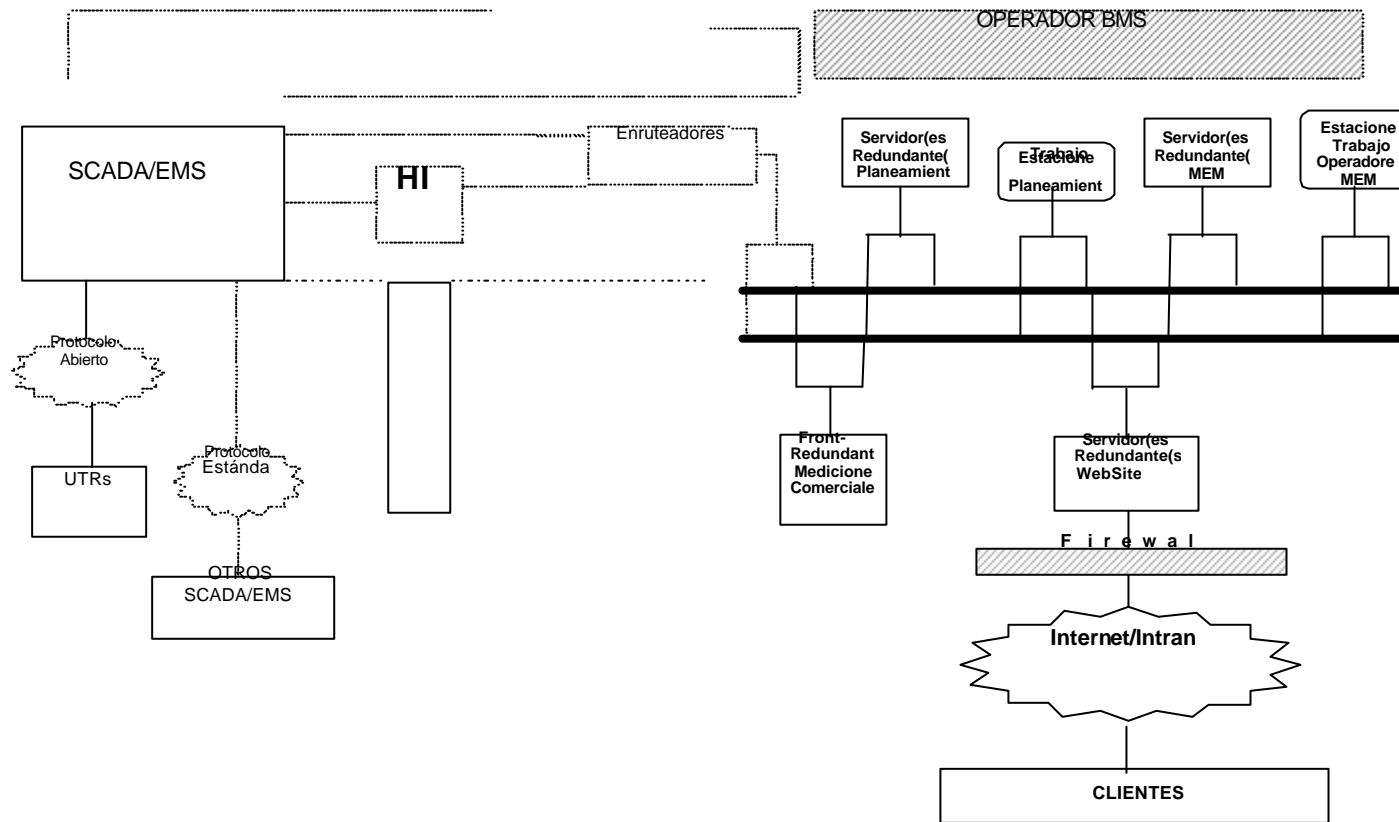 OPERADOR BMS
SCADA/EMS
HI
Enruteadores
Servidor(es
Redundante(
Planeamient
Trabajo
Estacione
Planeamient
Servidor(es
Redundante(
MEM
Estacione
Trabajo
Operadore
MEM
Protocolo
Abierto
UTRs
Protocolo
Estánda
OTROS
SCADA/EMS
Front-
Redundant
Medicione
Comerciale
Servidor(es
Redundante(s
WebSite
F i r e w a l
Internet/Intran
CLIENTES